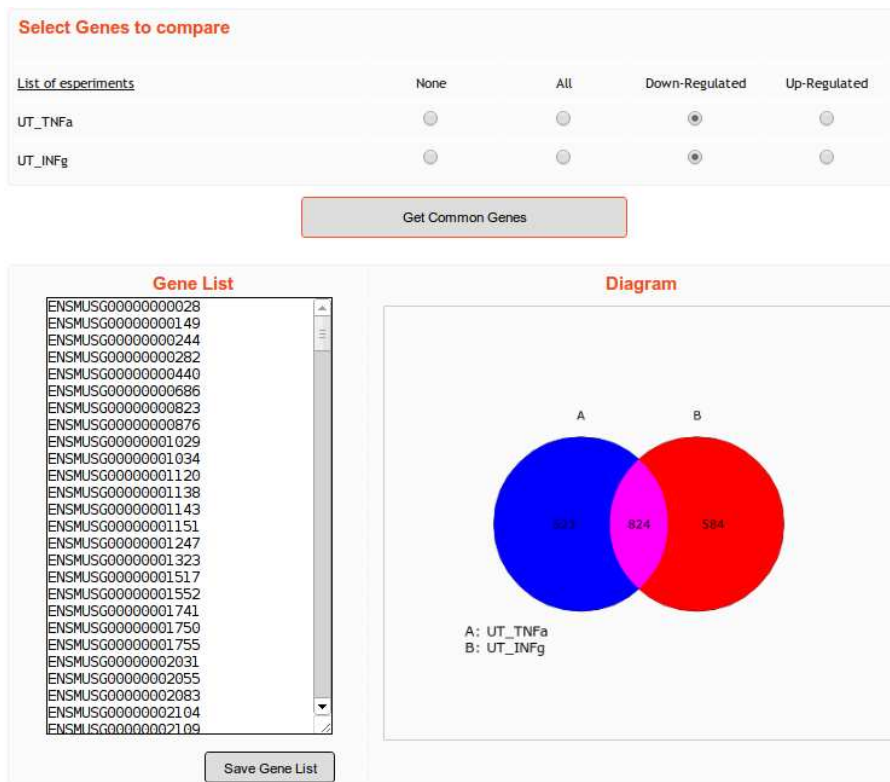 Select Genes to compare
List of esperiments None All Down-Regulated Up-Regulated
UT_TNFa
UT_INFg
Get Common Genes
Gene List
ENSMUSG00000000028
ENSMUSG00000000149
ENSMUSG00000000244
ENSMUSG00000000282
ENSMUSG00000000440
ENSMUSG00000000686
ENSMUSG00000000823
ENSMUSG00000000876
ENSMUSG00000001029
ENSMUSG00000001034
ENSMUSG00000001120
ENSMUSG00000001138
ENSMUSG00000001143
ENSMUSG00000001151
ENSMUSG00000001247
ENSMUSG00000001323
ENSMUSG00000001517
ENSMUSG00000001552
ENSMUSG00000001741
ENSMUSG00000001750
ENSMUSG00000001755
ENSMUSG00000002031
ENSMUSG00000002055
ENSMUSG00000002083
ENSMUSG00000002104
ENSMUSG00000002109
Save Gene List
Diagram
A B
824 584
A: UT_TNFa
B: UT_INFg